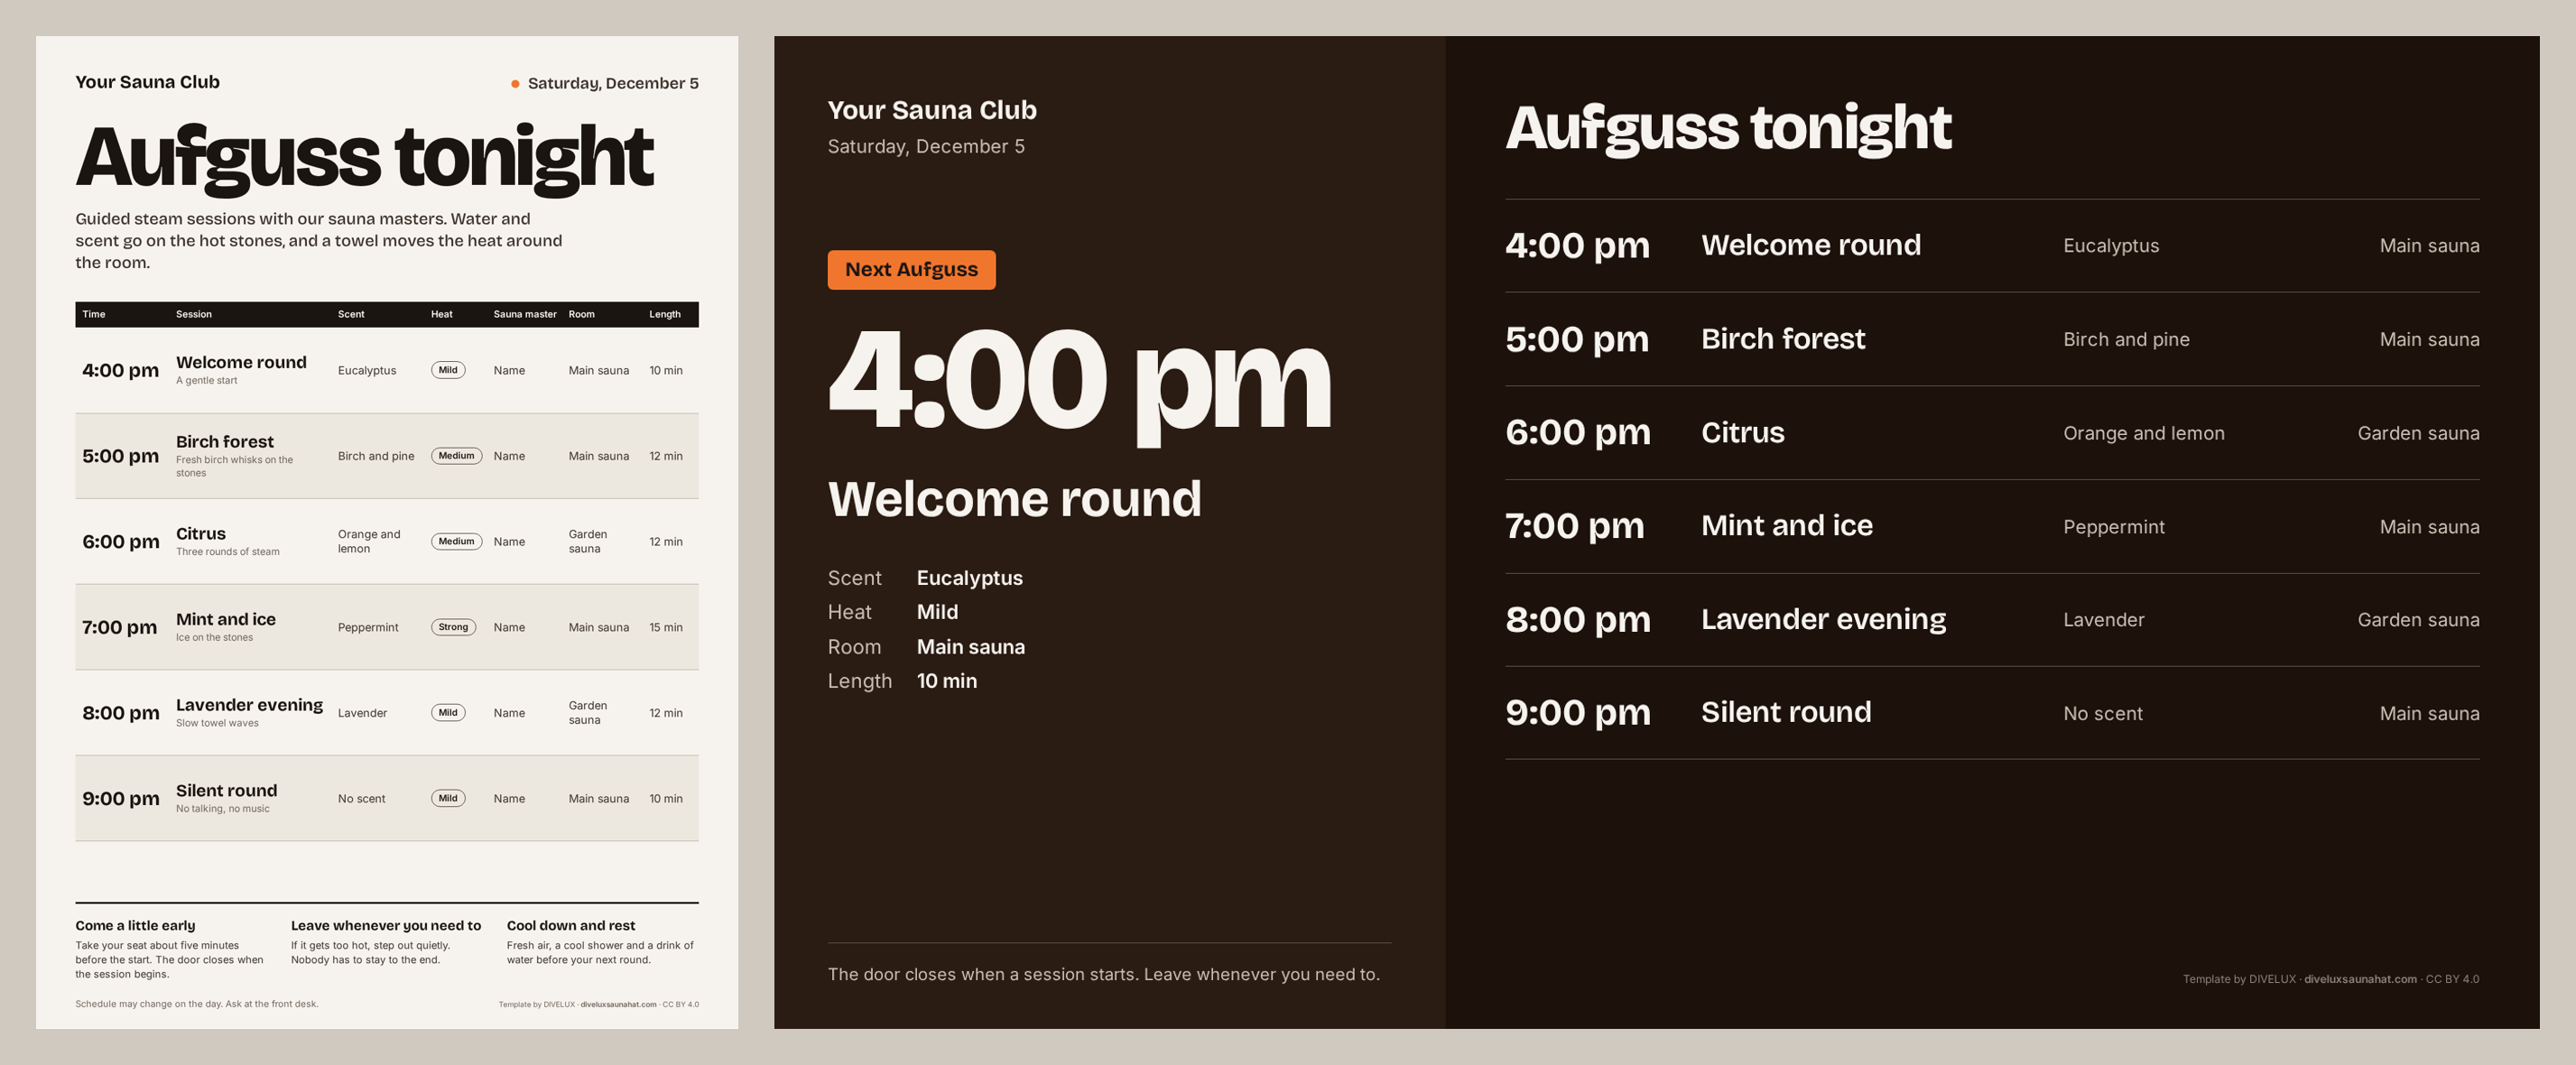 Your Sauna Club
Saturday, December 5
Aufguss tonight
Guided steam sessions with our sauna masters. Water and
scent go on the hot stones, and a towel moves the heat around
the room.
Time Session Scent Heat Sauna master Room Length
4:00 pm Welcome round Eucalyptus Mild Name Main sauna 10 min
A gentle start
5:00 pm Birch forest Birch and pine Medium Name Main sauna 12 min
Fresh birch whisks on the
stones
6:00 pm Citrus Orange and Medium Name Garden 12 min
Three rounds of steam lemon sauna
7:00 pm Mint and ice Peppermint Strong Name Main sauna 15 min
Ice on the stones
8:00 pm Lavender evening Lavender Mild Name Garden 12 min
Slow towel waves sauna
9:00 pm Silent round No scent Mild Name Main sauna 10 min
No talking, no music
Come a little early
Take your seat about five minutes
before the start. The door closes when
the session begins.
Leave whenever you need to
If it gets too hot, step out quietly.
Nobody has to stay to the end.
Cool down and rest
Fresh air, a cool shower and a drink of
water before your next round.
Schedule may change on the day. Ask at the front desk.
Template by DIVELUX · diveluxsaunahat.com · CC BY 4.0
Your Sauna Club
Saturday, December 5
Next Aufguss
4:00 pm
Welcome round
Scent Eucalyptus
Heat Mild
Room Main sauna
Length 10 min
The door closes when a session starts. Leave whenever you need to.
Aufguss tonight
4:00 pm Welcome round Eucalyptus Main sauna
5:00 pm Birch forest Birch and pine Main sauna
6:00 pm Citrus Orange and lemon Garden sauna
7:00 pm Mint and ice Peppermint Main sauna
8:00 pm Lavender evening Lavender Garden sauna
9:00 pm Silent round No scent Main sauna
Template by DIVELUX · diveluxsaunahat.com · CC BY 4.0